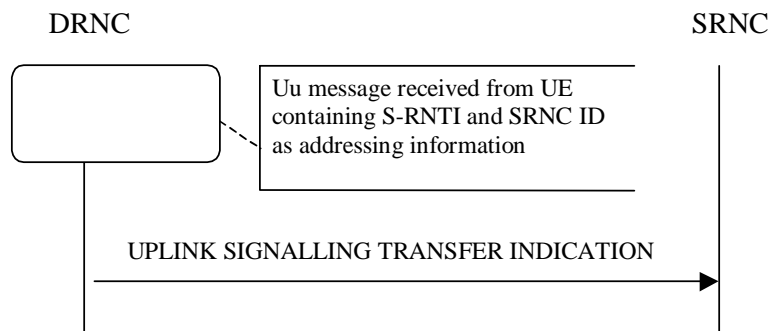 DRNC
SRNC
Uu message received from UE
containing S-RNTI and SRNC ID
as addressing information
UPLINK SIGNALLING TRANSFER INDICATION